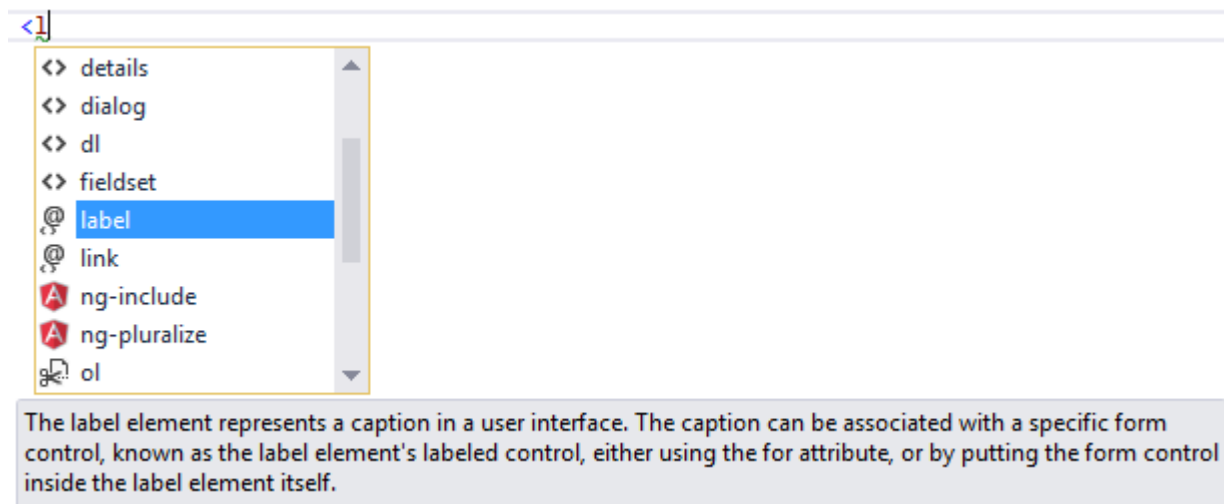 <l
<> details
<> dialog
<> dl
<> fieldset
@ label
@ link
A ng-include
A ng-pluralize
ol
The label element represents a caption in a user interface. The caption can be associated with a specific form
control, known as the label element's labeled control, either using the for attribute, or by putting the form control
inside the label element itself.